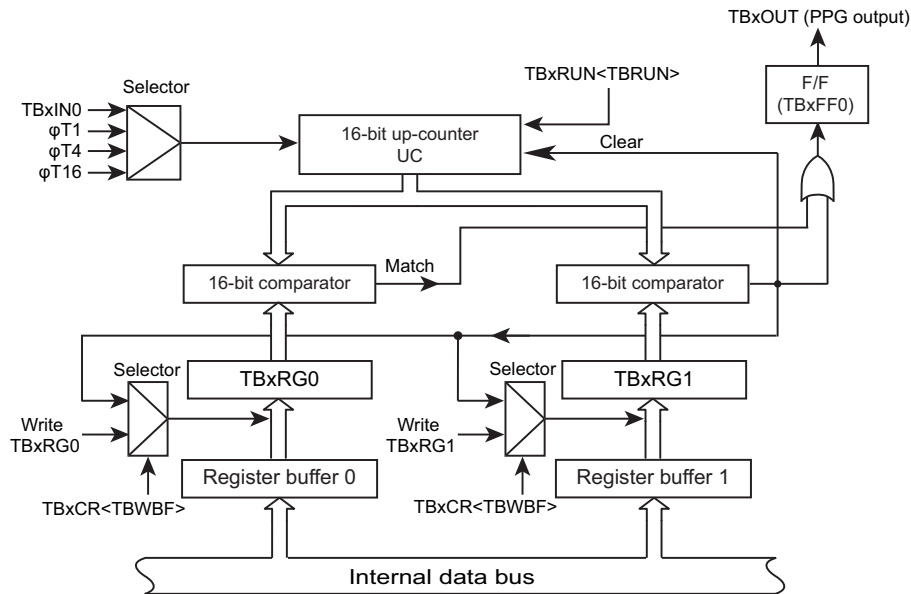 TBxOUT (PPG output)
F/F
(TBxFF0)
TBxRUN<TBRUN>
Selector
TBxIN0
φT1
φT4
φT16
16-bit up-counter
UC
Clear
16-bit comparator
Match
16-bit comparator
Selector
TBxRG0
Selector
TBxRG1
Write
TBxRG0
Write
TBxRG1
Register buffer 0
Register buffer 1
TBxCR<TBWBF>
TBxCR<TBWBF>
Internal data bus